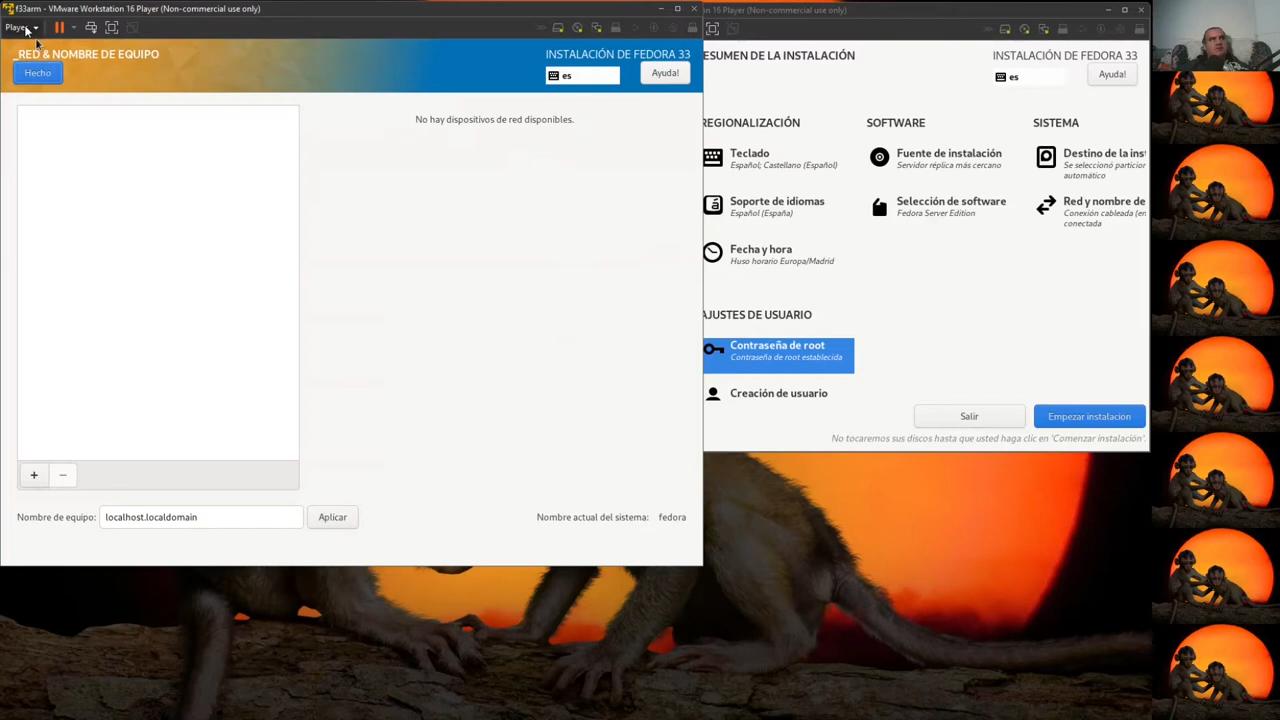 f33arm - VMware Workstation 16 Player (Non-commercial use only)
Player
_RED & NOMBRE DE EQUIPO
INSTALACIÓN DE FEDORA 33
Hecho
es
Ayuda!
No hay dispositivos de red disponibles.
+
−
Nombre de equipo:
localhost.localdomain
Aplicar
Nombre actual del sistema:
fedora
on 16 Player (Non-commercial use only)
ESUMEN DE LA INSTALACIÓN
INSTALACIÓN DE FEDORA 33
es
Ayuda!
REGIONALIZACIÓN
Teclado
Español; Castellano (Español)
Soporte de idiomas
Español (España)
Fecha y hora
Huso horario Europa/Madrid
SOFTWARE
Fuente de instalación
Servidor réplica más cercano
Selección de software
Fedora Server Edition
SISTEMA
Destino de la ins
Se seleccionó particion
automático
Red y nombre de
Conexión cableada (en
conectada
AJUSTES DE USUARIO
Contraseña de root
Contraseña de root establecida
Creación de usuario
Salir
Empezar instalacion
No tocaremos sus discos hasta que usted haga clic en 'Comenzar instalación'.